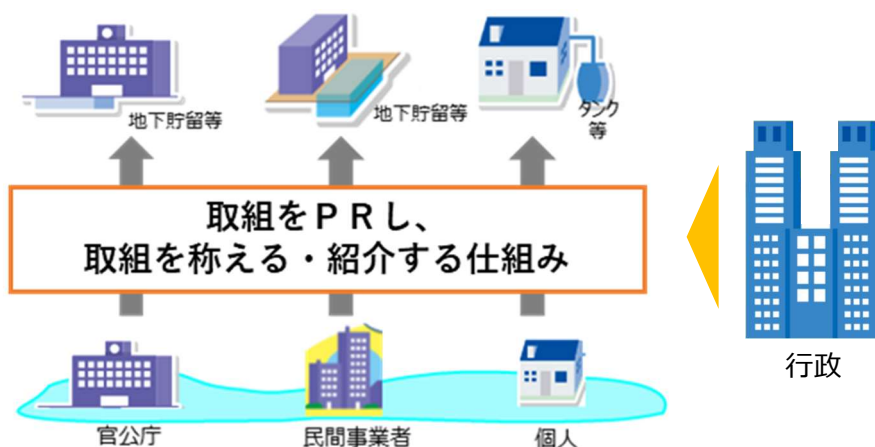 地下貯留等
地下貯留等
タンク
等
取組をＰＲし、
取組を称える・紹介する仕組み
行政
官公庁
民間事業者
個人